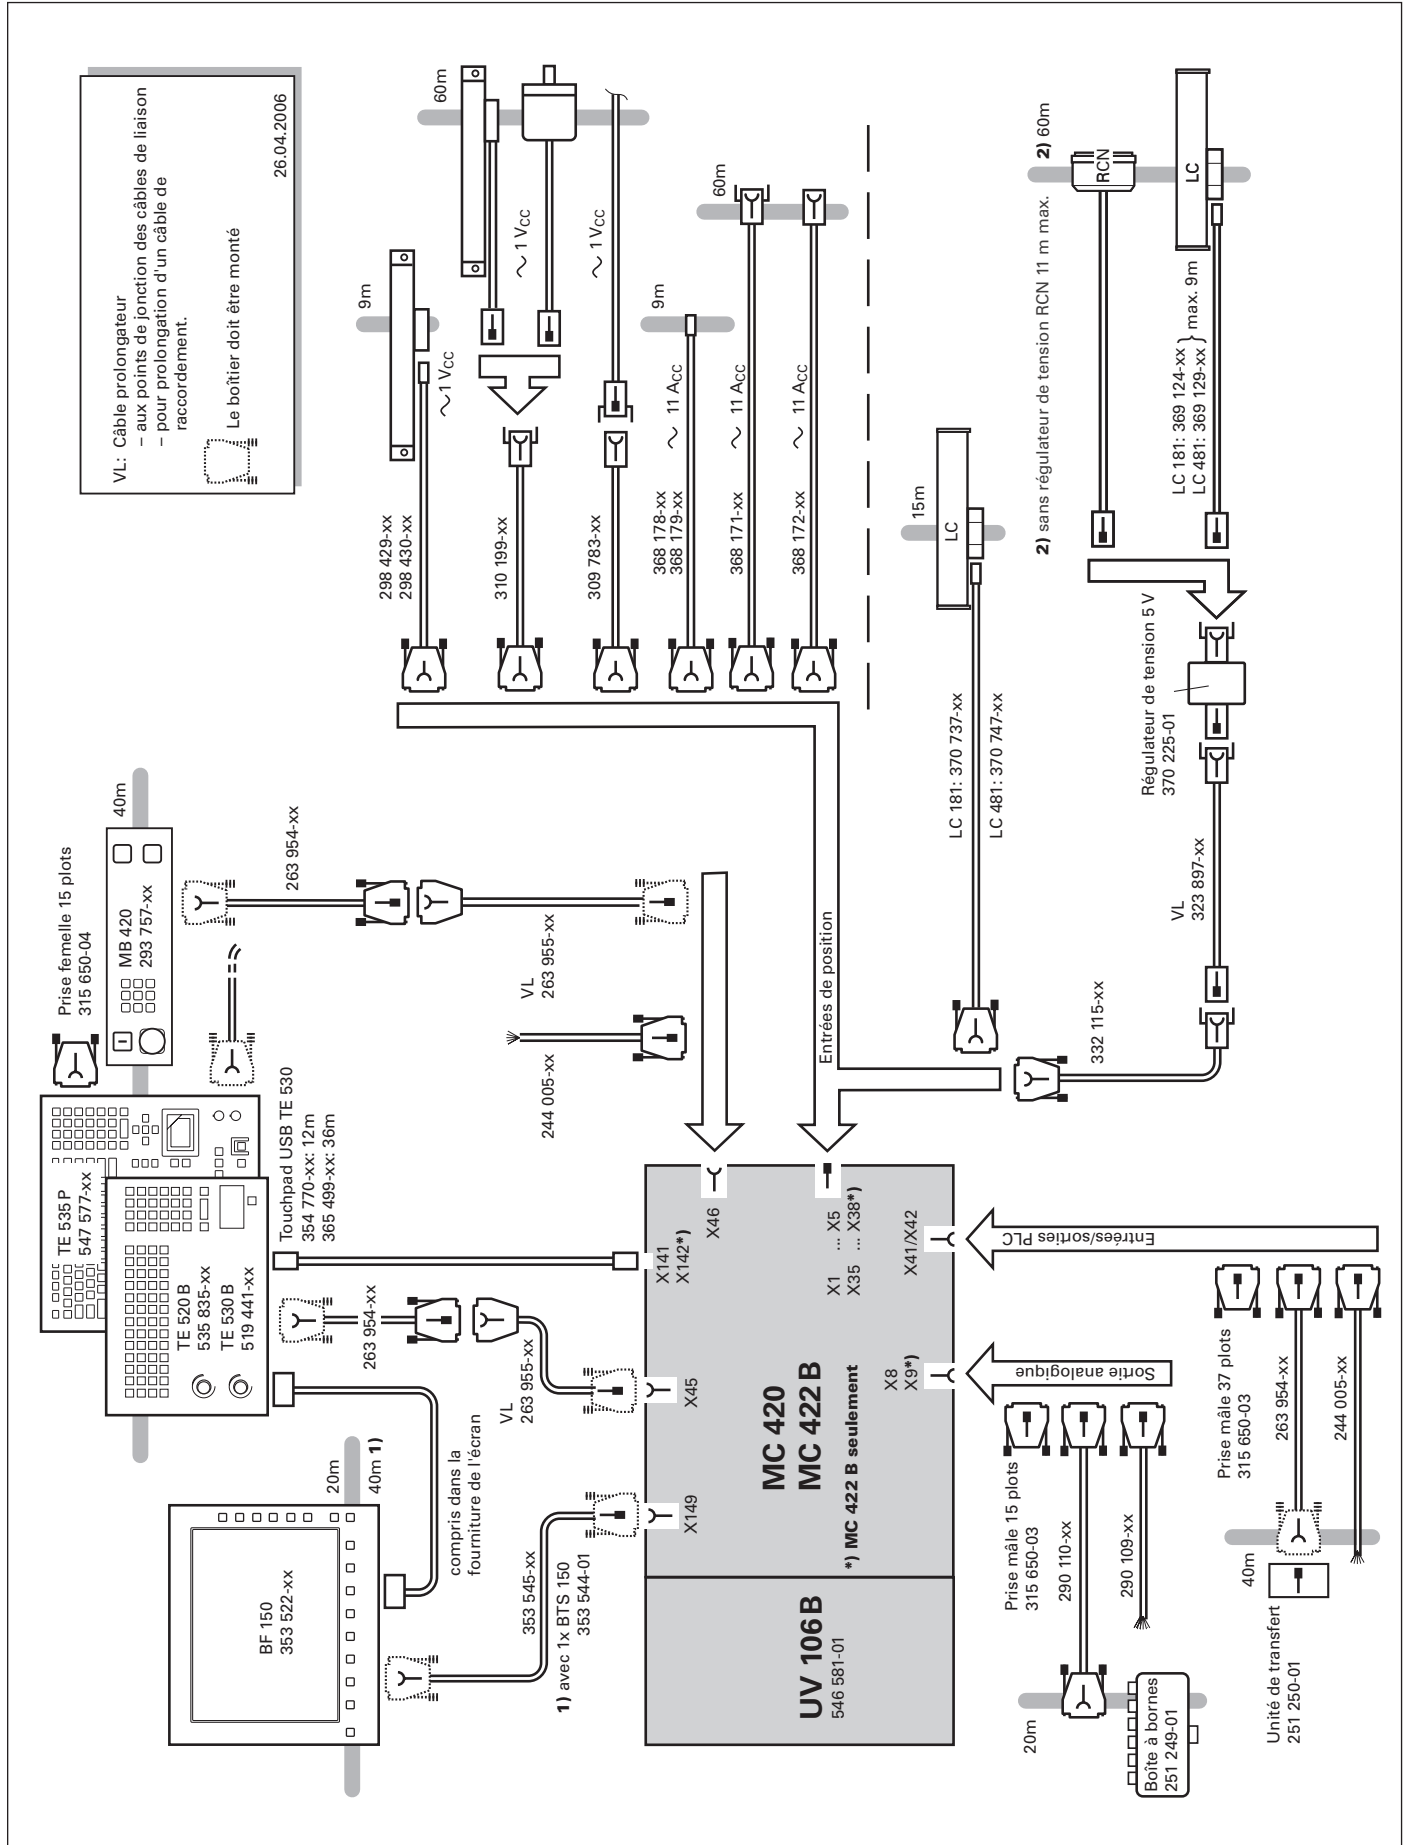 VL: Câble prolongateur
– aux points de jonction des câbles de liaison
– pour prolongation d'un câble de
raccordement.
Le boîtier doit être monté
26.04.2006
BF 150
353 522-xx
20m
40m 1)
compris dans la
fourniture de l'écran
353 545-xx
1) avec 1x BTS 150
353 544-01
TE 535 P
547 577-xx
TE 520 B
535 835-xx
TE 530 B
519 441-xx
Prise femelle 15 plots
315 650-04
MB 420
293 757-xx
40m
Touchpad USB TE 530
354 770-xx: 12m
365 499-xx: 36m
263 954-xx
VL
263 955-xx
263 954-xx
VL
263 955-xx
244 005-xx
9m
298 429-xx
298 430-xx
~ 1 VCC
60m
310 199-xx
~ 1 VCC
309 783-xx
~ 1 VCC
9m
368 178-xx
368 179-xx
~ 11 ACC
60m
368 171-xx
~ 11 ACC
368 172-xx
~ 11 ACC
Entrées de position
15m
LC
LC 181: 370 737-xx
LC 481: 370 747-xx
2) sans régulateur de tension RCN 11 m max.
2) 60m
RCN
LC
LC 181: 369 124-xx
LC 481: 369 129-xx
max. 9m
Régulateur de tension 5 V
370 225-01
VL
323 897-xx
332 115-xx
UV 106 B
546 581-01
MC 420
MC 422 B
*) MC 422 B seulement
X149
X45
X141
X142*)
X46
X1 ... X5
X35 ... X38*)
X8
X9*)
X41/X42
Sortie analogique
Entrées/sorties PLC
Prise mâle 15 plots
315 650-03
290 110-xx
290 109-xx
20m
Boîte à bornes
251 249-01
Prise mâle 37 plots
315 650-03
263 954-xx
244 005-xx
40m
Unité de transfert
251 250-01